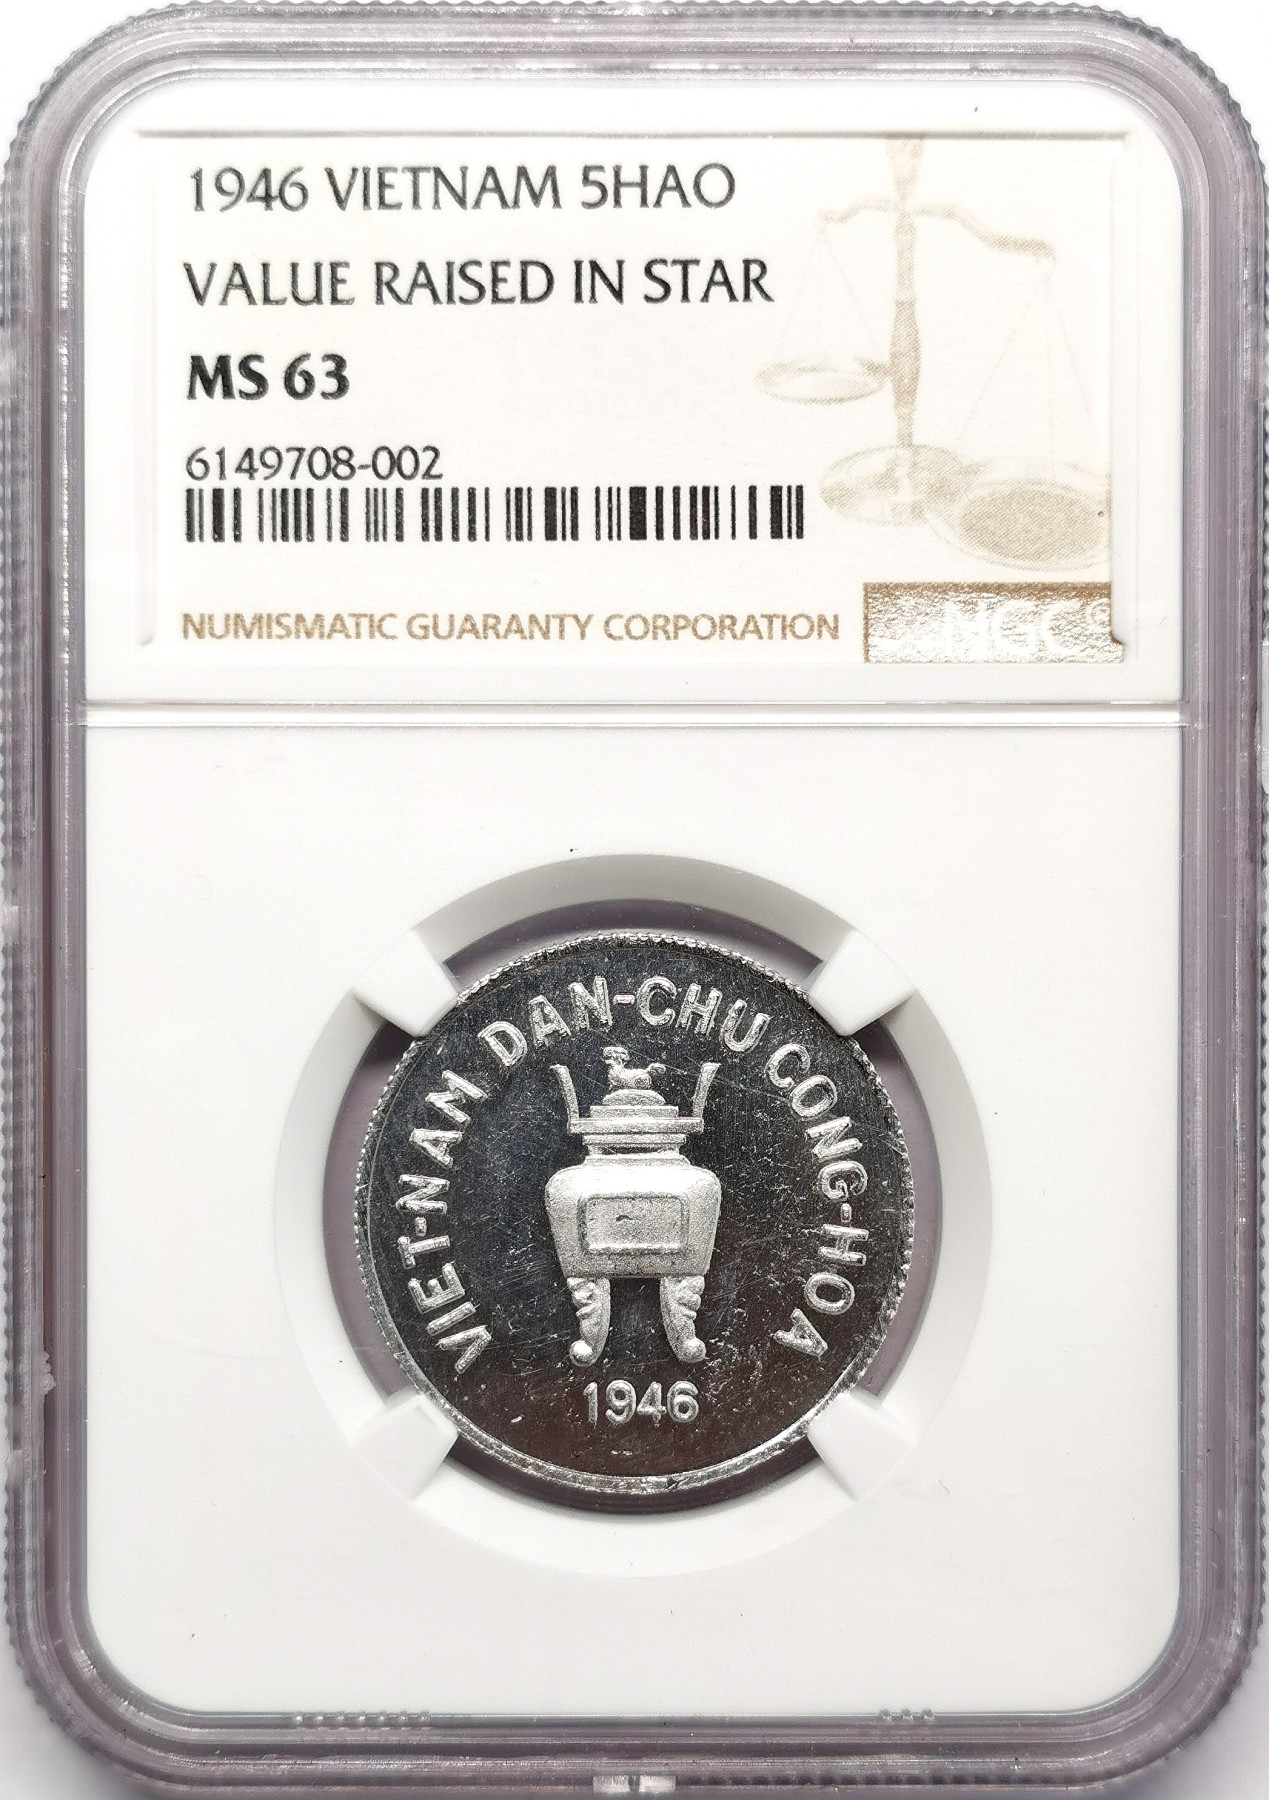 1946 VIETNAM 5HAO
VALUE RAISED IN STAR
MS 63
6149708-002
NUMISMATIC GUARANTY CORPORATION
NGC®
VIET-NAM DAN-CHU CONG-HOA
1946